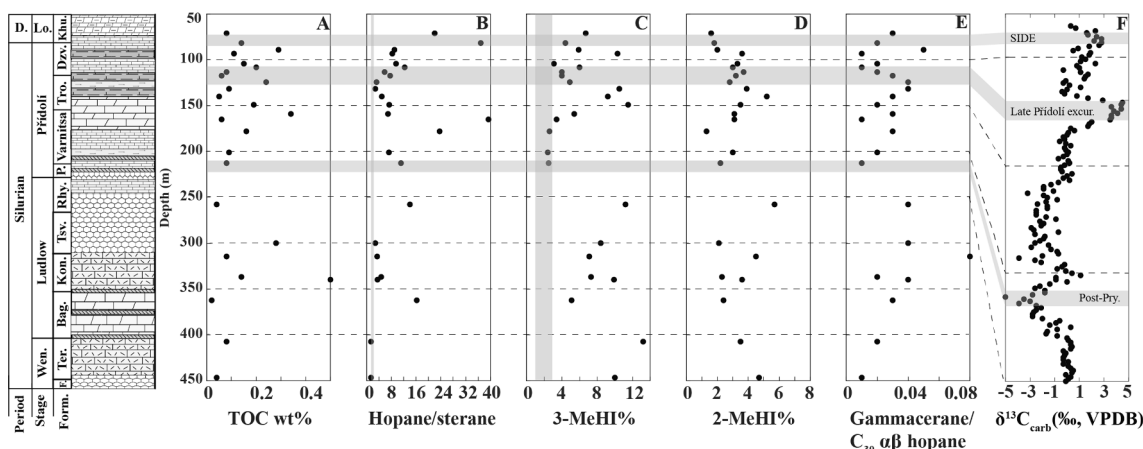 D. Lo. Khn.
Silurian
Přídolí
Dzv.
Tro.
Varnitsa
P.
Ludlow
Rhy.
Tsv.
Kon.
Bag.
Wen.
Ter.
F.
Period
Stage
Form.
Depth (m)
50
100
150
200
250
300
350
400
450
A B C D E F
SIDE
Late Přídolí excur.
Post-Pry.
0 0.2 0.4
TOC wt%
0 8 16 24 32 40
Hopane/sterane
0 4 8 12
3-MeHI%
0 2 4 6 8
2-MeHI%
0 0.04 0.08
Gammacerane/
C₃₀ αβ hopane
-5 -3 -1 1 3 5
δ¹³Ccarb(‰, VPDB)